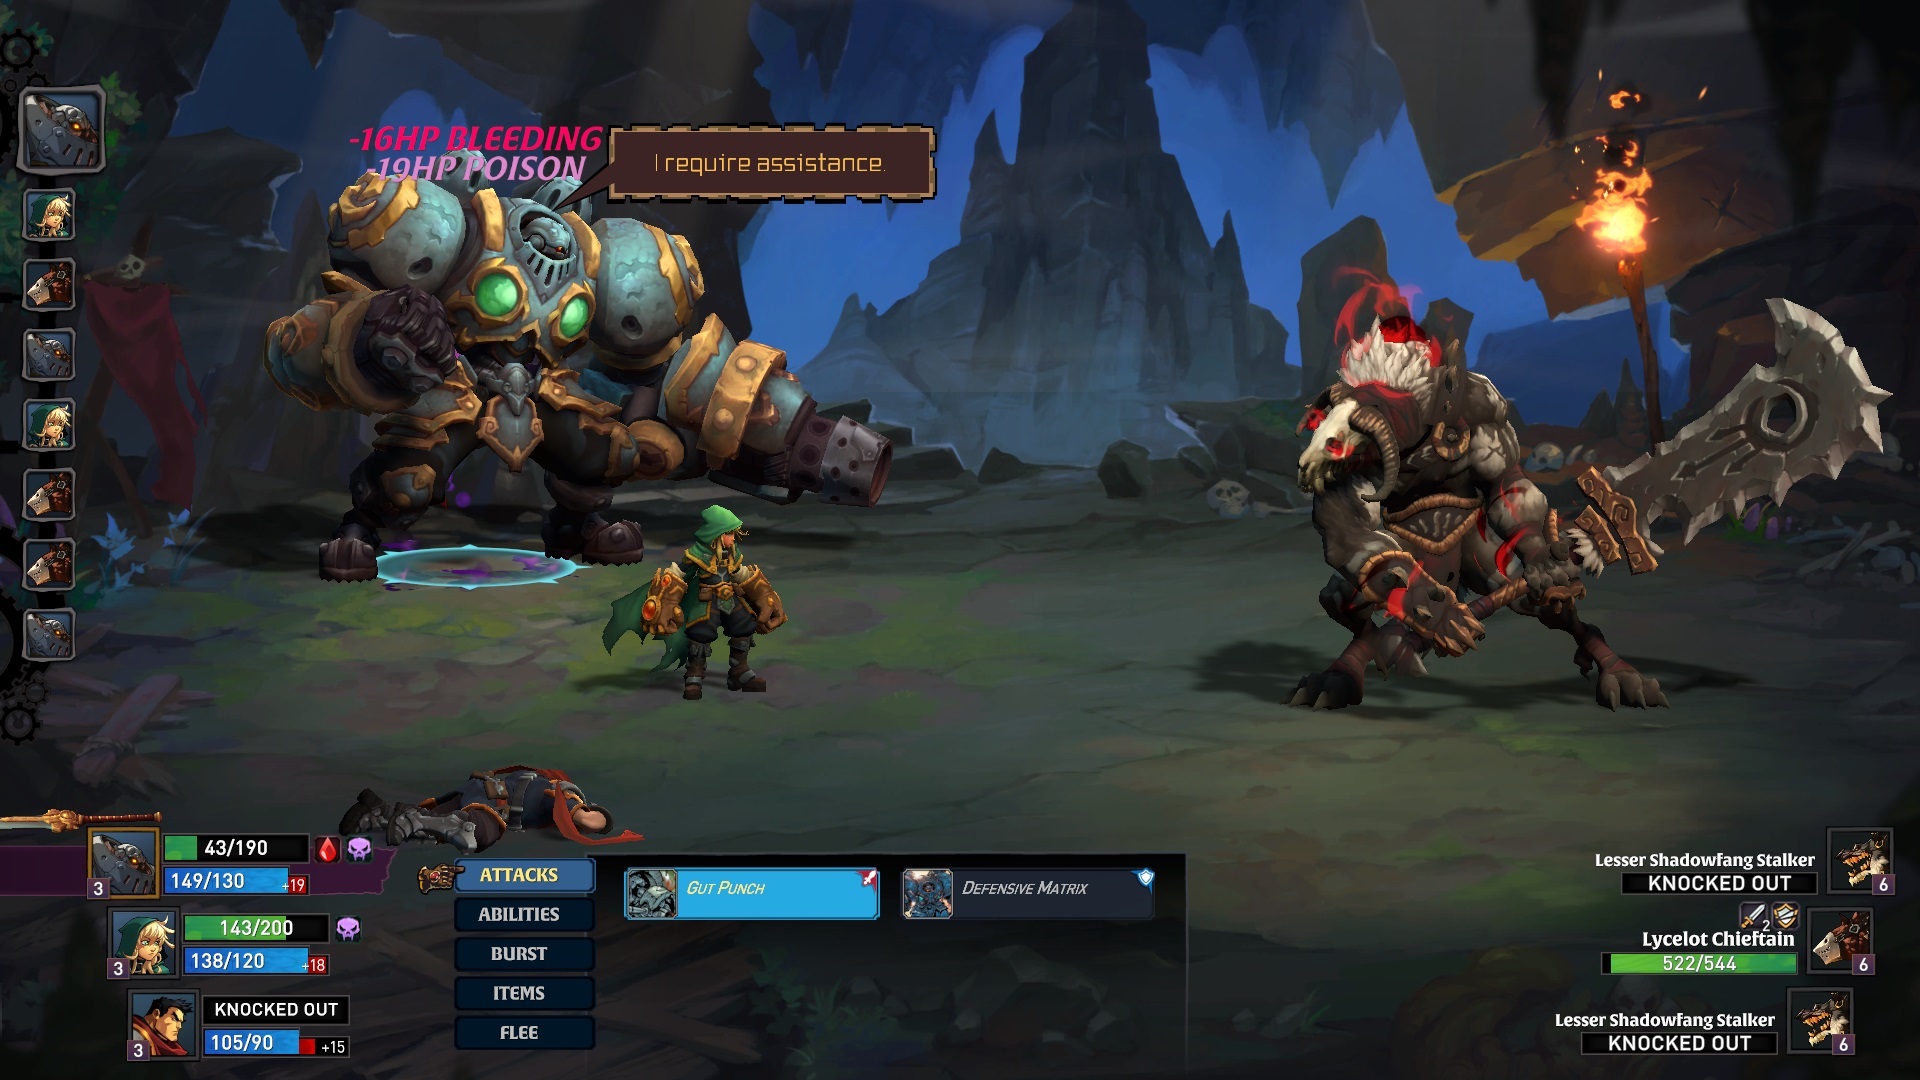 -16HP BLEEDING
-19HP POISON
I require assistance.
43/190
149/130
+19
3
143/200
138/120
+18
3
KNOCKED OUT
105/90
+15
3
ATTACKS
ABILITIES
BURST
ITEMS
FLEE
GUT PUNCH
DEFENSIVE MATRIX
Lesser Shadowfang Stalker
KNOCKED OUT
6
2
Lycelot Chieftain
522/544
6
Lesser Shadowfang Stalker
KNOCKED OUT
6